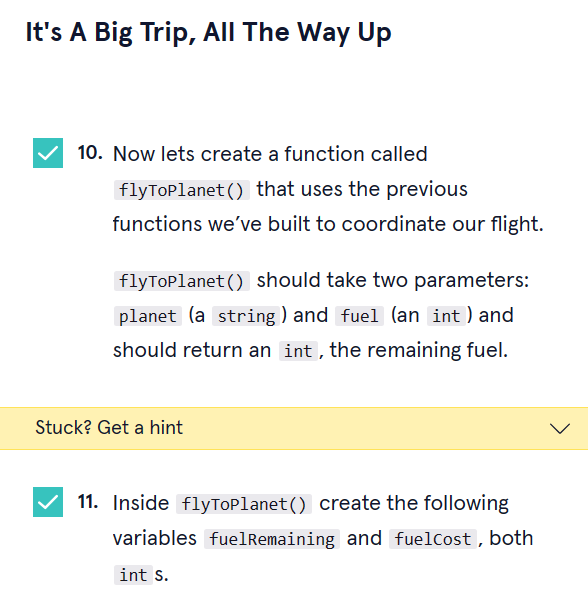 It's A Big Trip, All The Way Up
10. Now lets create a function called
flyToPlanet() that uses the previous
functions we’ve built to coordinate our flight.
flyToPlanet() should take two parameters:
planet (a string) and fuel (an int) and
should return an int, the remaining fuel.
Stuck? Get a hint
11. Inside flyToPlanet() create the following
variables fuelRemaining and fuelCost, both
int s.